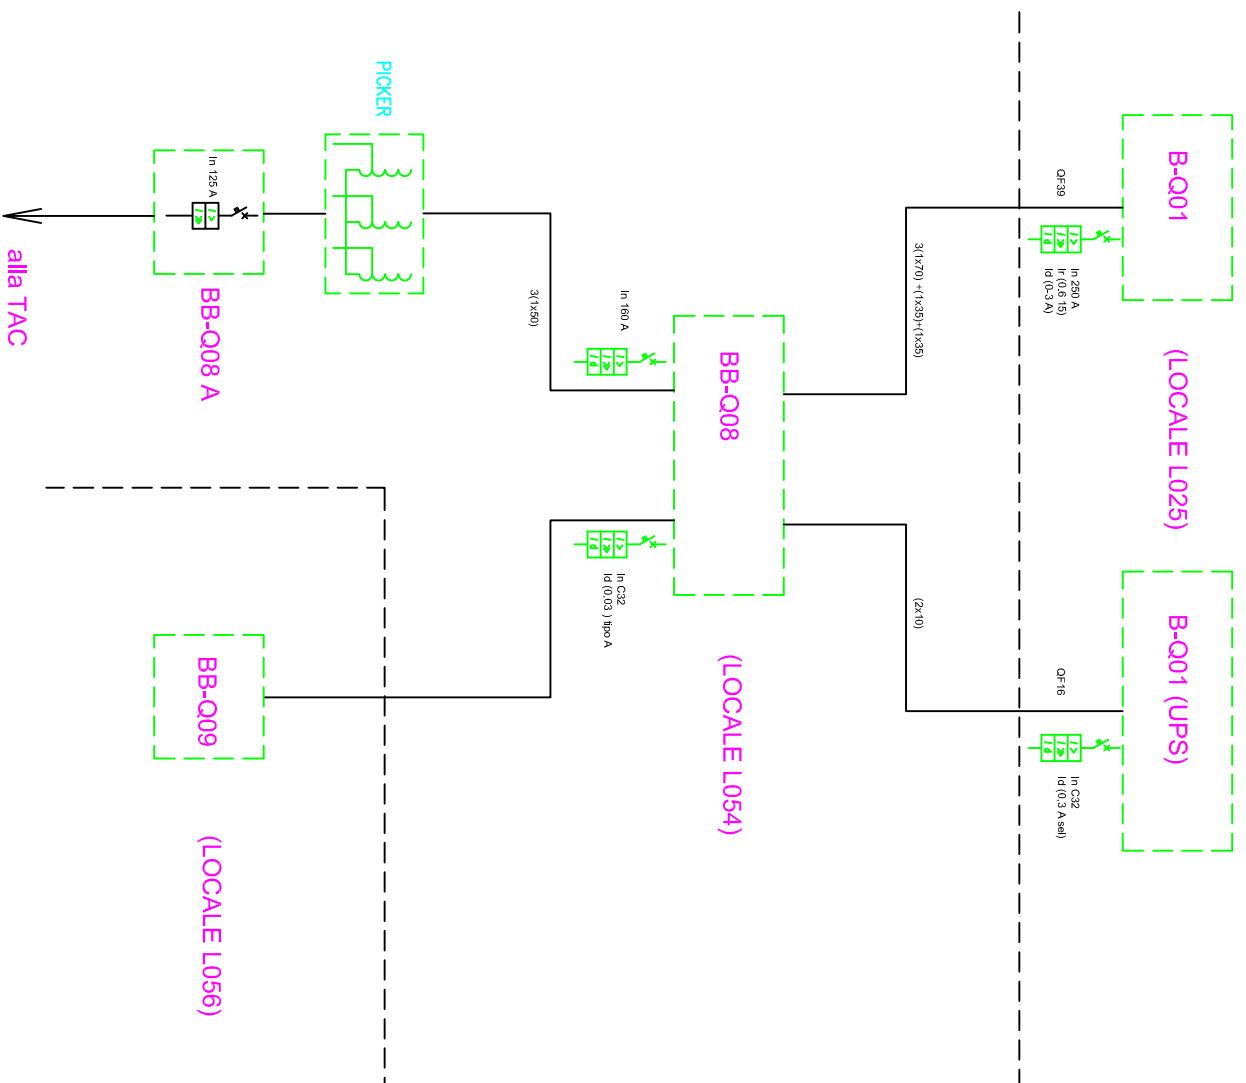 B-Q01
(LOCALE L025)
B-Q01 (UPS)
QF39
In 250 A
Ir (0.6 15)
Id (0-3 A)
QF16
In C32
Id (0,3 A sel)
3(1x70) +(1x35)+(1x35)
(2x10)
BB-Q08
(LOCALE L054)
In 160 A
In C32
Id (0,03 ) tipo A
3(1x50)
PICKER
In 125 A
BB-Q08 A
BB-Q09
(LOCALE L056)
alla TAC